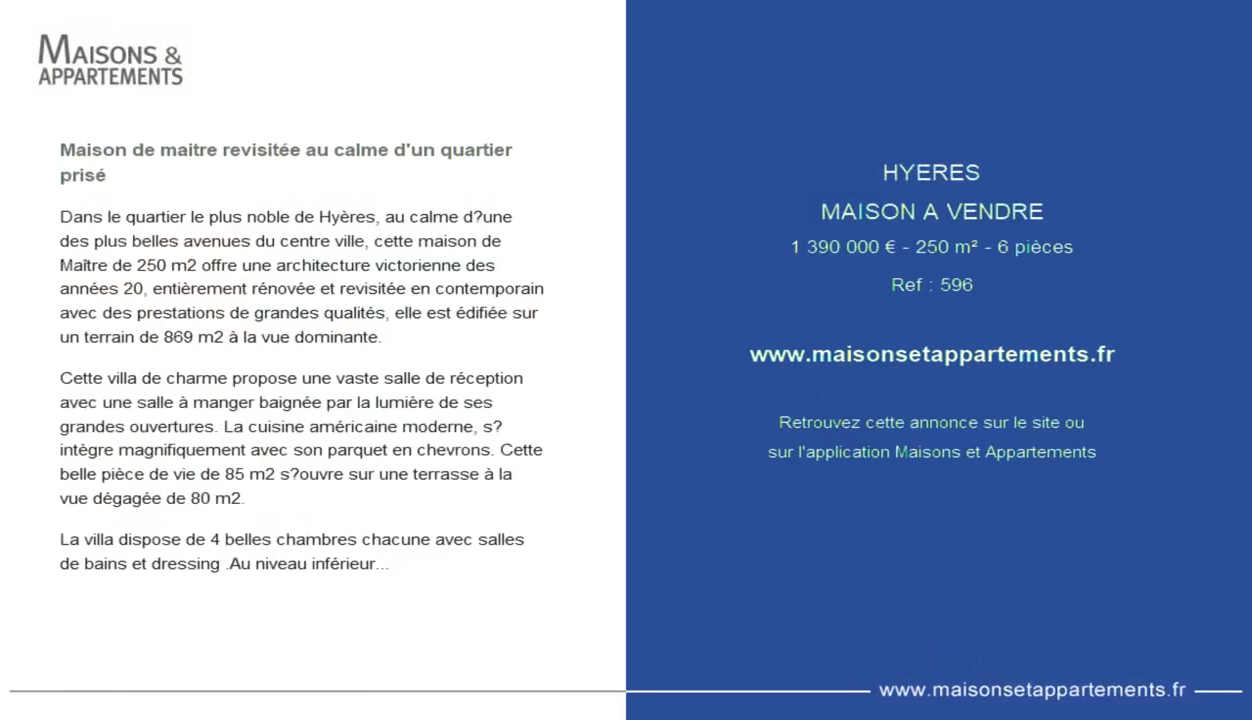 MAISONS &
APPARTEMENTS
Maison de maitre revisitée au calme d'un quartier
prisé
Dans le quartier le plus noble de Hyères, au calme d?une
des plus belles avenues du centre ville, cette maison de
Maître de 250 m2 offre une architecture victorienne des
années 20, entièrement rénovée et revisitée en contemporain
avec des prestations de grandes qualités, elle est édifiée sur
un terrain de 869 m2 à la vue dominante.
Cette villa de charme propose une vaste salle de réception
avec une salle à manger baignée par la lumière de ses
grandes ouvertures. La cuisine américaine moderne, s?
intègre magnifiquement avec son parquet en chevrons. Cette
belle pièce de vie de 85 m2 s?ouvre sur une terrasse à la
vue dégagée de 80 m2.
La villa dispose de 4 belles chambres chacune avec salles
de bains et dressing .Au niveau inférieur...
HYERES
MAISON A VENDRE
1 390 000 € - 250 m² - 6 pièces
Ref : 596
www.maisonsetappartements.fr
Retrouvez cette annonce sur le site ou
sur l'application Maisons et Appartements
www.maisonsetappartements.fr